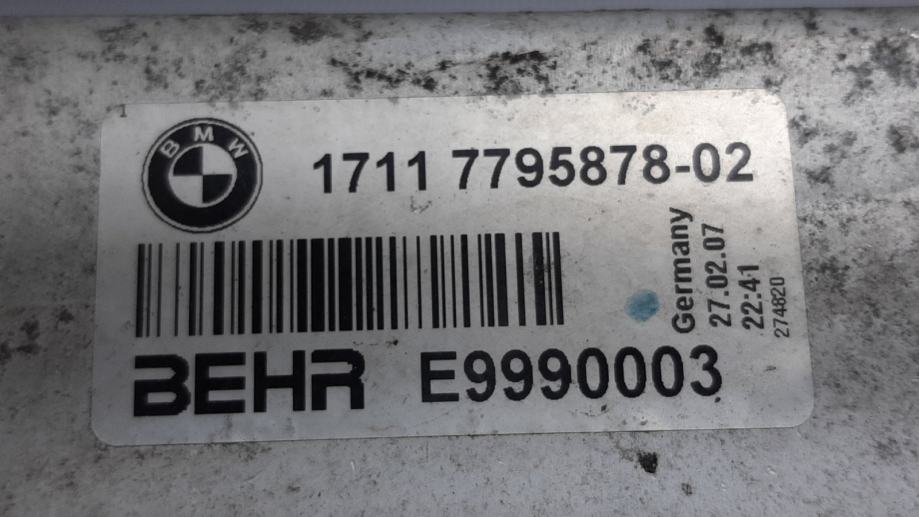 BMW
1711 7795878-02
Germany
27.02.07
22:41
274820
BEHR E9990003